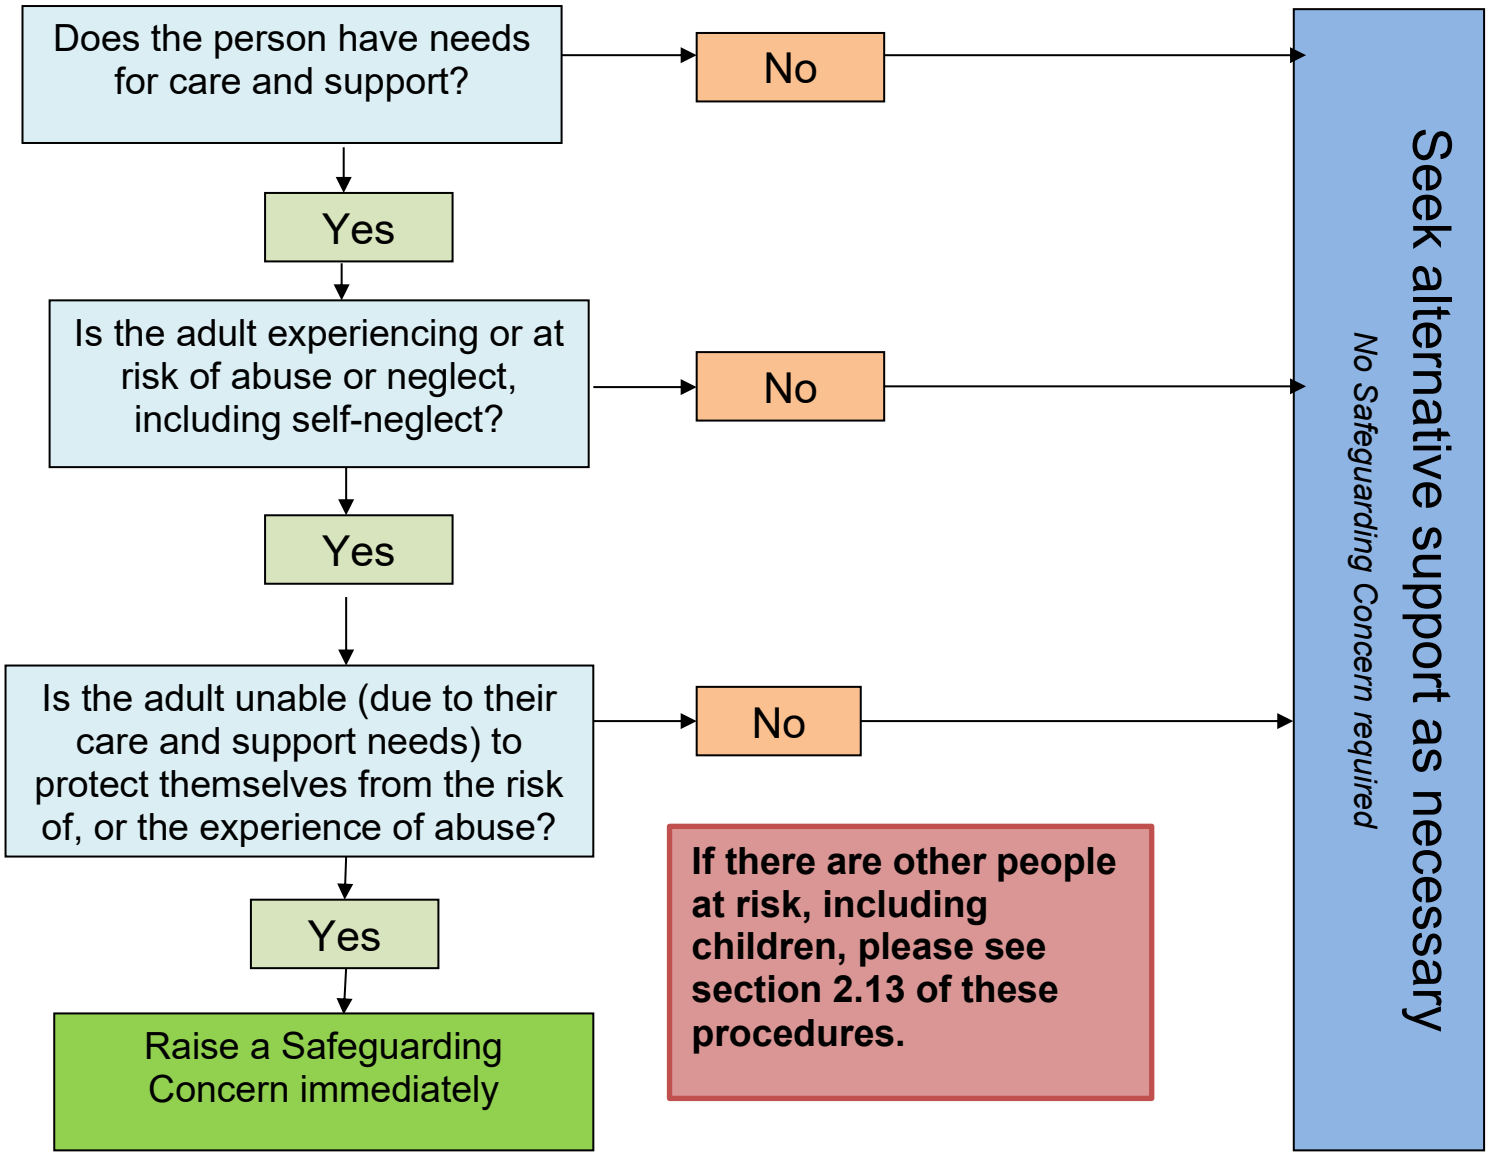 Does the person have needs
for care and support?
No
Yes
Is the adult experiencing or at
risk of abuse or neglect,
including self-neglect?
No
Yes
Is the adult unable (due to their
care and support needs) to
protect themselves from the risk
of, or the experience of abuse?
No
Yes
Raise a Safeguarding
Concern immediately
If there are other people
at risk, including
children, please see
section 2.13 of these
procedures.
Seek alternative support as necessary
No Safeguarding Concern required